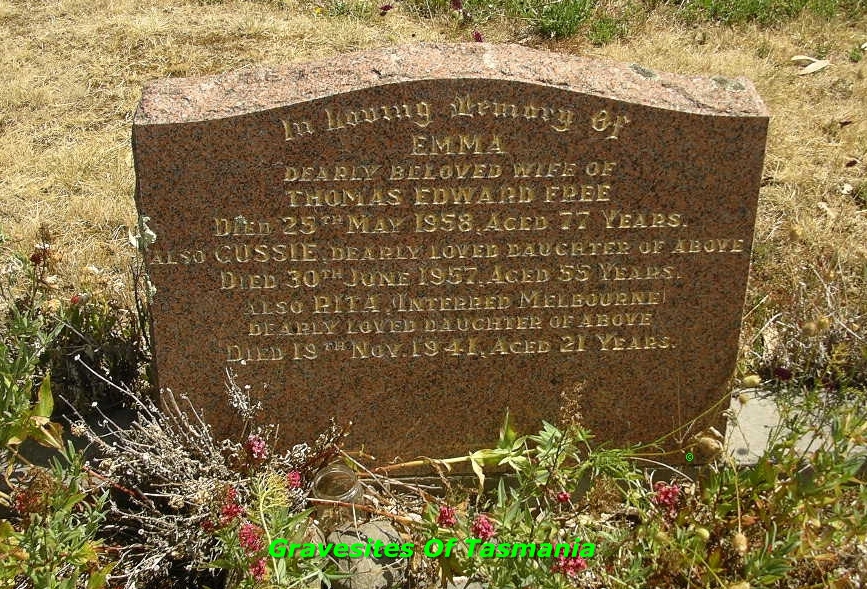 In Loving Memory Of
EMMA
DEARLY BELOVED WIFE OF
THOMAS EDWARD FREE
DIED 25TH MAY 1958, AGED 77 YEARS.
ALSO GUSSIE, DEARLY LOVED DAUGHTER OF ABOVE
DIED 30TH JUNE 1957, AGED 55 YEARS.
ALSO RITA, (INTERRED MELBOURNE)
DEARLY LOVED DAUGHTER OF ABOVE
DIED 19TH NOV. 1941, AGED 21 YEARS.
©
Gravesites Of Tasmania